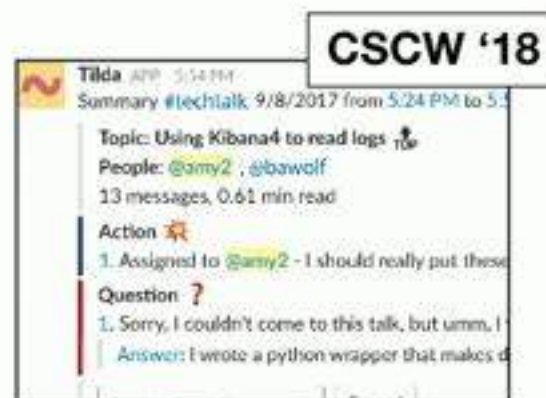 CSCW ‘18
Tilda APP 5:54 PM
Summary #techtalk 9/8/2017 from 5:24 PM to 5:5
Topic: Using Kibana4 to read logs TOP
People: @amy2 , @bawolf
13 messages, 0.61 min read
Action
1. Assigned to @amy2 - I should really put these
Question ?
1. Sorry, I couldn't come to this talk, but umm, I
Answer: I wrote a python wrapper that makes d